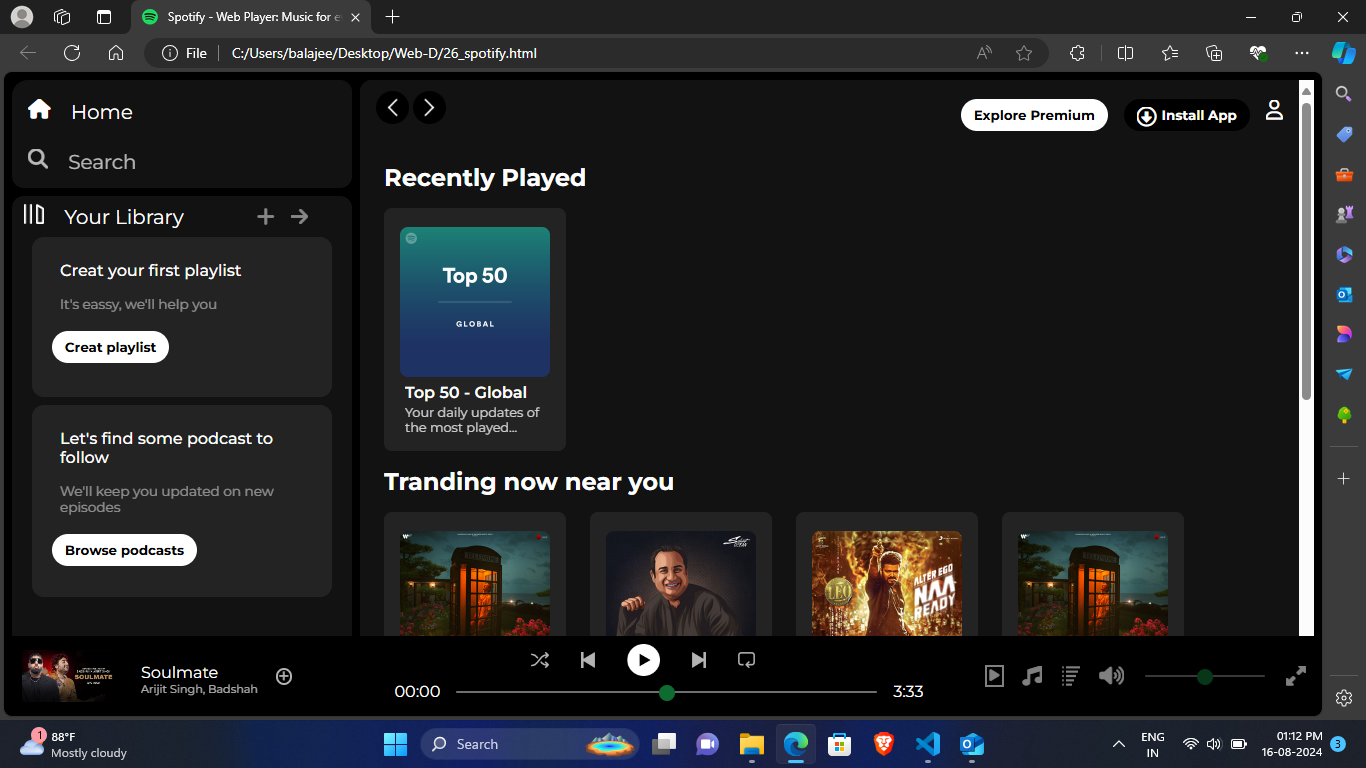 Spotify - Web Player: Music for e
File
C:/Users/balajee/Desktop/Web-D/26_spotify.html
Home
Search
Your Library
Creat your first playlist
It's eassy, we'll help you
Creat playlist
Let's find some podcast to
follow
We'll keep you updated on new
episodes
Browse podcasts
Explore Premium
Install App
Recently Played
Top 50
GLOBAL
Top 50 - Global
Your daily updates of
the most played...
Tranding now near you
LEO
ALTER EGO
NAA
READY
SOULMATE
Soulmate
Arijit Singh, Badshah
00:00
3:33
1
88°F
Mostly cloudy
Search
ENG
IN
01:12 PM
16-08-2024
3